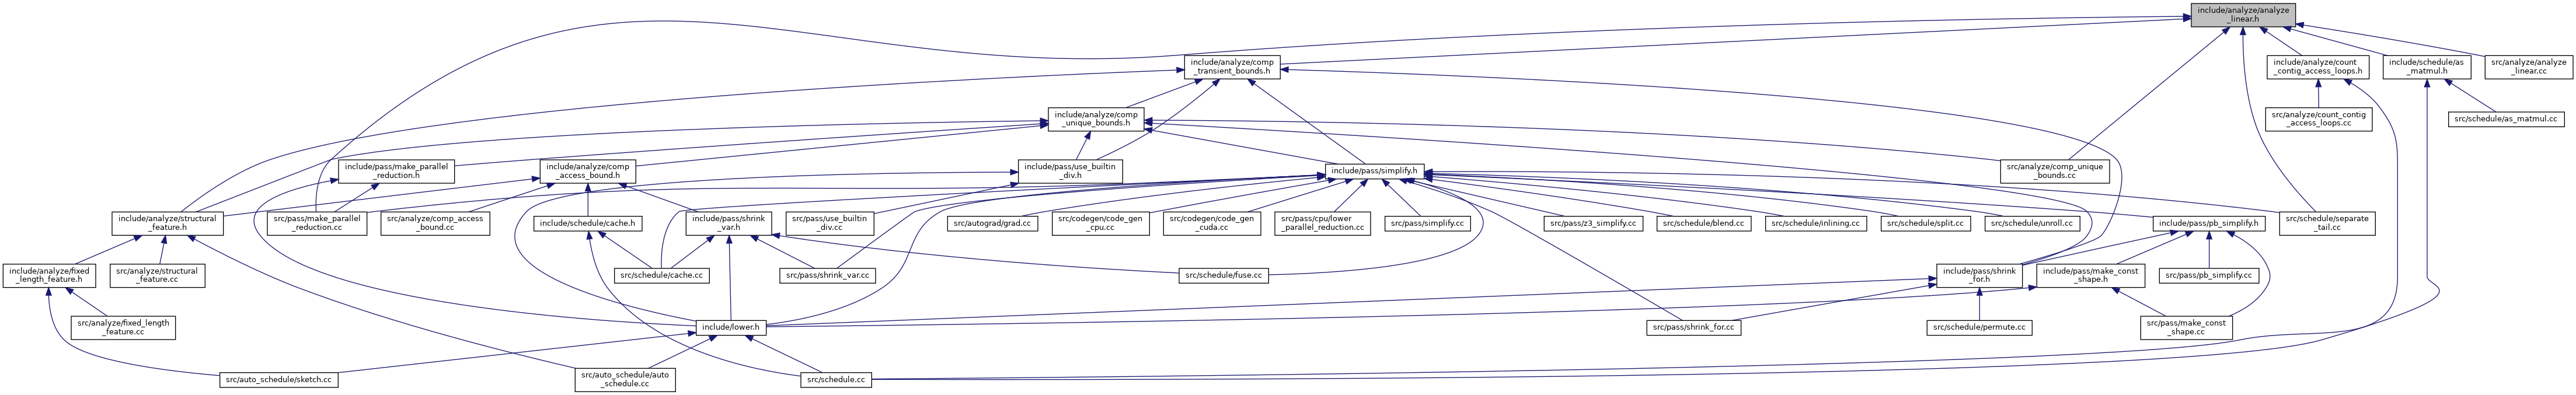 include/analyze/analyze
_linear.h
include/analyze/comp
_transient_bounds.h
include/analyze/count
_contig_access_loops.h
include/schedule/as
_matmul.h
src/analyze/analyze
_linear.cc
include/analyze/comp
_unique_bounds.h
src/analyze/count_contig
_access_loops.cc
src/schedule/as_matmul.cc
include/pass/make_parallel
_reduction.h
include/analyze/comp
_access_bound.h
include/pass/use_builtin
_div.h
include/pass/simplify.h
src/analyze/comp_unique
_bounds.cc
include/analyze/structural
_feature.h
src/pass/make_parallel
_reduction.cc
src/analyze/comp_access
_bound.cc
include/schedule/cache.h
include/pass/shrink
_var.h
src/pass/use_builtin
_div.cc
src/autograd/grad.cc
src/codegen/code_gen
_cpu.cc
src/codegen/code_gen
_cuda.cc
src/pass/cpu/lower
_parallel_reduction.cc
src/pass/simplify.cc
src/pass/z3_simplify.cc
src/schedule/blend.cc
src/schedule/inlining.cc
src/schedule/split.cc
src/schedule/unroll.cc
include/pass/pb_simplify.h
src/schedule/separate
_tail.cc
include/analyze/fixed
_length_feature.h
src/analyze/structural
_feature.cc
src/schedule/cache.cc
src/pass/shrink_var.cc
src/schedule/fuse.cc
include/pass/shrink
_for.h
include/pass/make_const
_shape.h
src/pass/pb_simplify.cc
src/analyze/fixed_length
_feature.cc
include/lower.h
src/pass/shrink_for.cc
src/schedule/permute.cc
src/pass/make_const
_shape.cc
src/auto_schedule/sketch.cc
src/auto_schedule/auto
_schedule.cc
src/schedule.cc